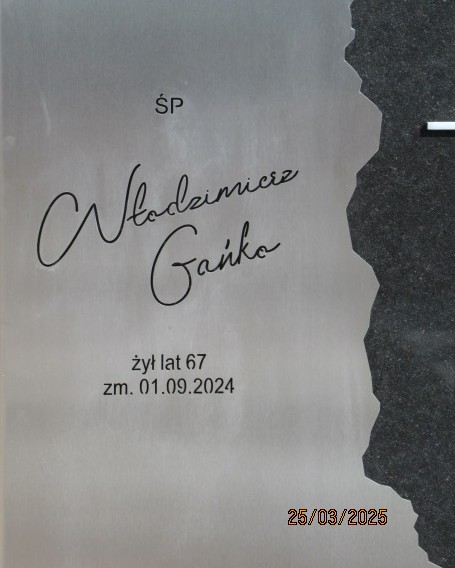 ŚP
Włodzimierz
Gańko
żył lat 67
zm. 01.09.2024
25/03/2025